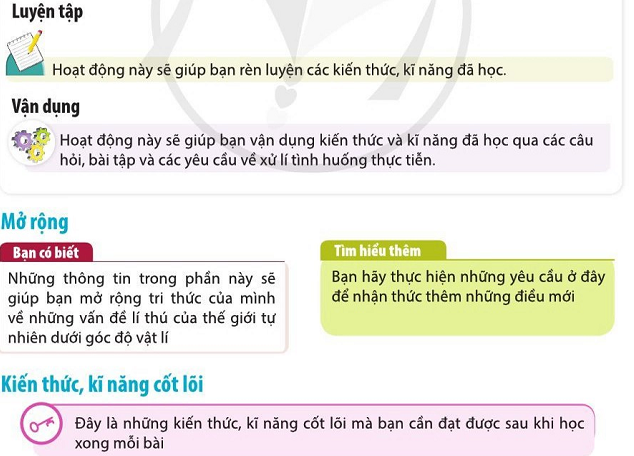 Luyện tập
Hoạt động này sẽ giúp bạn rèn luyện các kiến thức, kĩ năng đã học.
Vận dụng
Hoạt động này sẽ giúp bạn vận dụng kiến thức và kĩ năng đã học qua các câu
hỏi, bài tập và các yêu cầu về xử lí tình huống thực tiễn.
Mở rộng
Bạn có biết
Những thông tin trong phần này sẽ
giúp bạn mở rộng tri thức của mình
về những vấn đề lí thú của thế giới tự
nhiên dưới góc độ vật lí
Tìm hiểu thêm
Bạn hãy thực hiện những yêu cầu ở đây
để nhận thức thêm những điều mới
Kiến thức, kĩ năng cốt lõi
Đây là những kiến thức, kĩ năng cốt lõi mà bạn cần đạt được sau khi học
xong mỗi bài